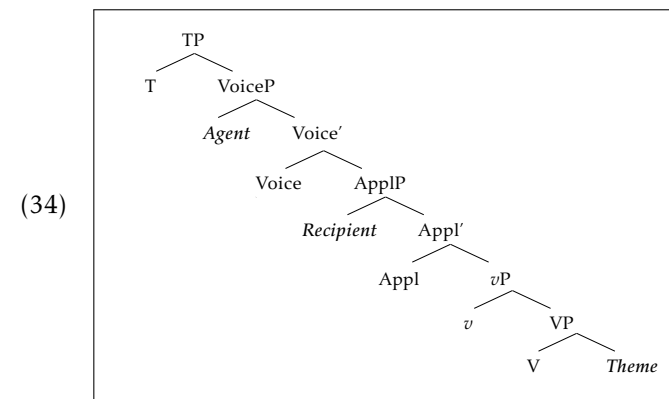 TP
T VoiceP
Agent Voice'
Voice ApplP
(34)
Recipient Appl'
Appl vP
v VP
V Theme